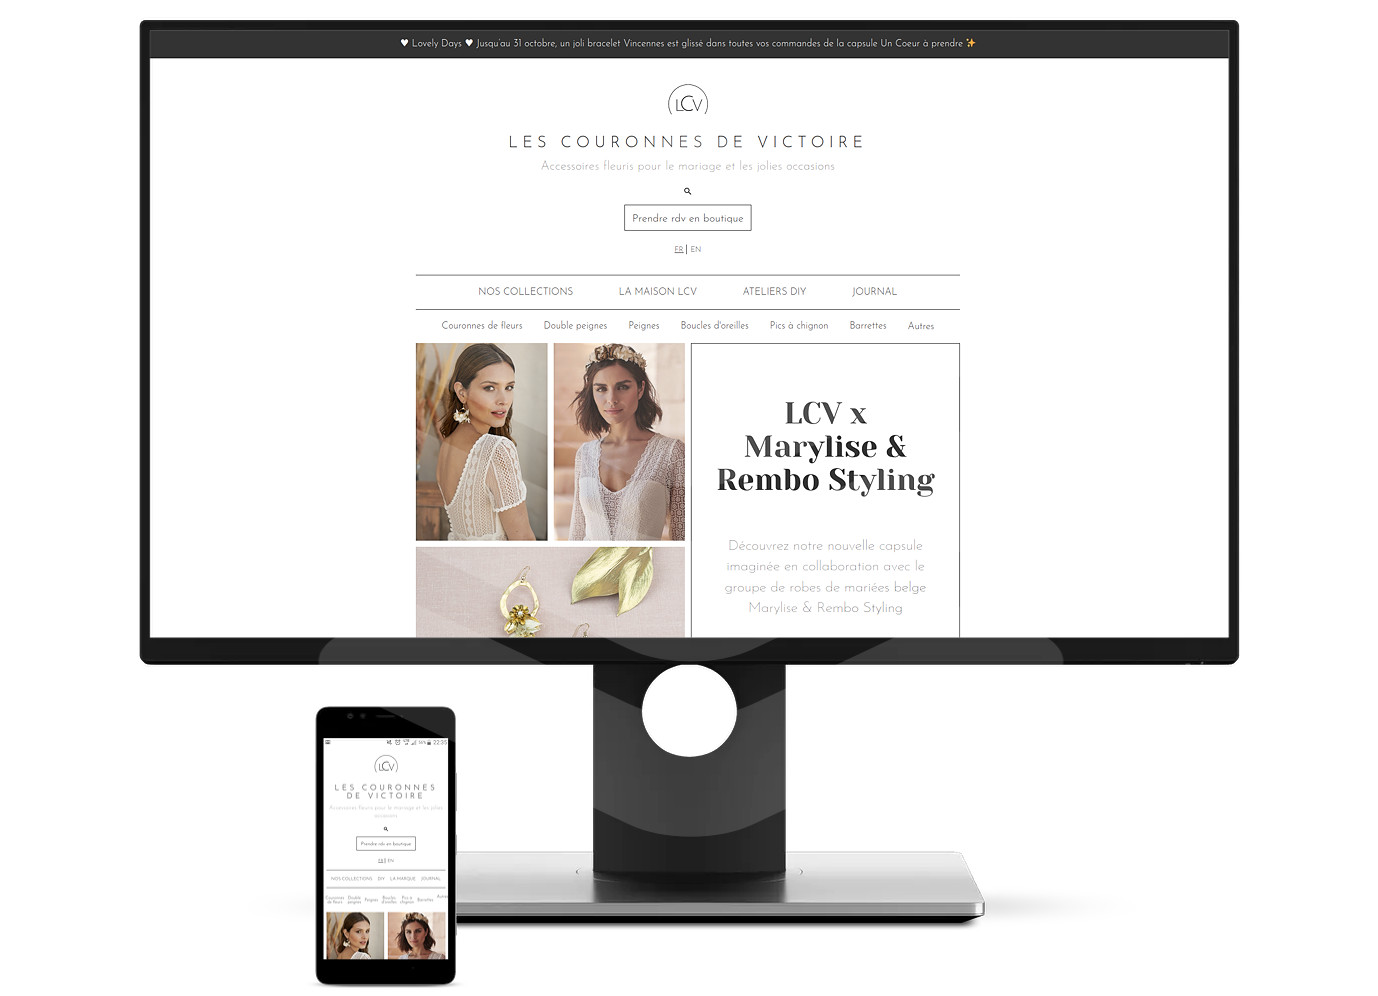 ♥ Lovely Days ♥ Jusqu'au 31 octobre, un joli bracelet Vincennes est glissé dans toutes vos commandes de la capsule Un Coeur à prendre ✨
LCV
LES COURONNES DE VICTOIRE
Accessoires fleuris pour le mariage et les jolies occasions
Prendre rdv en boutique
FR | EN
NOS COLLECTIONS LA MAISON LCV ATELIERS DIY JOURNAL
Couronnes de fleurs Double peignes Peignes Boucles d'oreilles Pics à chignon Barrettes Autres
LCV x
Marylise &
Rembo Styling
Découvrez notre nouvelle capsule
imaginée en collaboration avec le
groupe de robes de mariées belge
Marylise & Rembo Styling
22:35
LCV
LES COURONNES
DE VICTOIRE
Accessoires fleuris pour le mariage et les jolies
occasions
Prendre rdv en boutique
FR | EN
NOS COLLECTIONS DIY LA MARQUE JOURNAL
Couronnes de fleurs Double peignes Peignes Boucles d'oreilles Pics à chignon Barrettes Autres